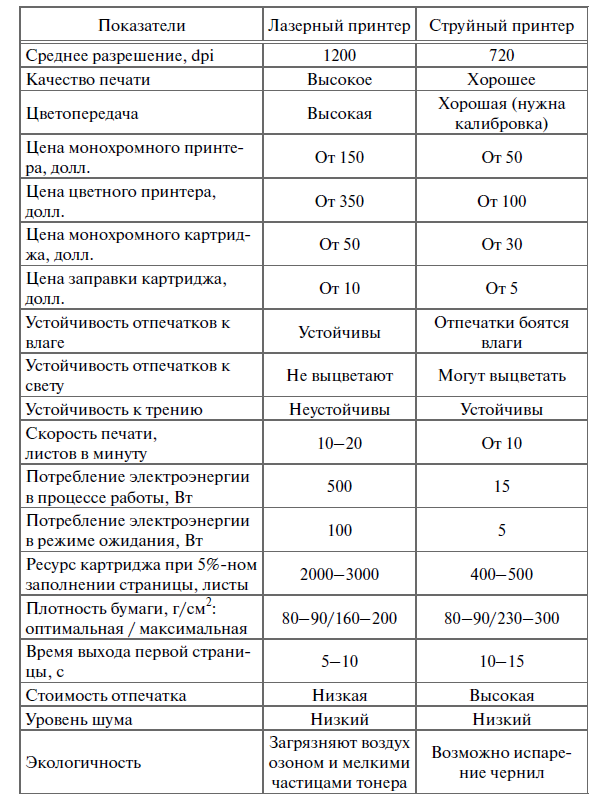 Показатели Лазерный принтер Струйный принтер
Среднее разрешение, dpi 1200 720
Качество печати Высокое Хорошее
Цветопередача Высокая Хорошая (нужна
калибровка)
Цена монохромного принте-
ра, долл. От 150 От 50
Цена цветного принтера,
долл. От 350 От 100
Цена монохромного картрид-
жа, долл. От 50 От 30
Цена заправки картриджа,
долл. От 10 От 5
Устойчивость отпечатков к
влаге Устойчивы Отпечатки боятся
влаги
Устойчивость отпечатков к
свету Не выцветают Могут выцветать
Устойчивость к трению Неустойчивы Устойчивы
Скорость печати,
листов в минуту 10–20 От 10
Потребление электроэнергии
в процессе работы, Вт 500 15
Потребление электроэнергии
в режиме ожидания, Вт 100 5
Ресурс картриджа при 5%-ном
заполнении страницы, листы 2000–3000 400–500
Плотность бумаги, г/см²:
оптимальная / максимальная 80–90/160–200 80–90/230–300
Время выхода первой страни-
цы, с 5–10 10–15
Стоимость отпечатка Низкая Высокая
Уровень шума Низкий Низкий
Экологичность Загрязняют воздух
озоном и мелкими
частицами тонера Возможно испаре-
ние чернил